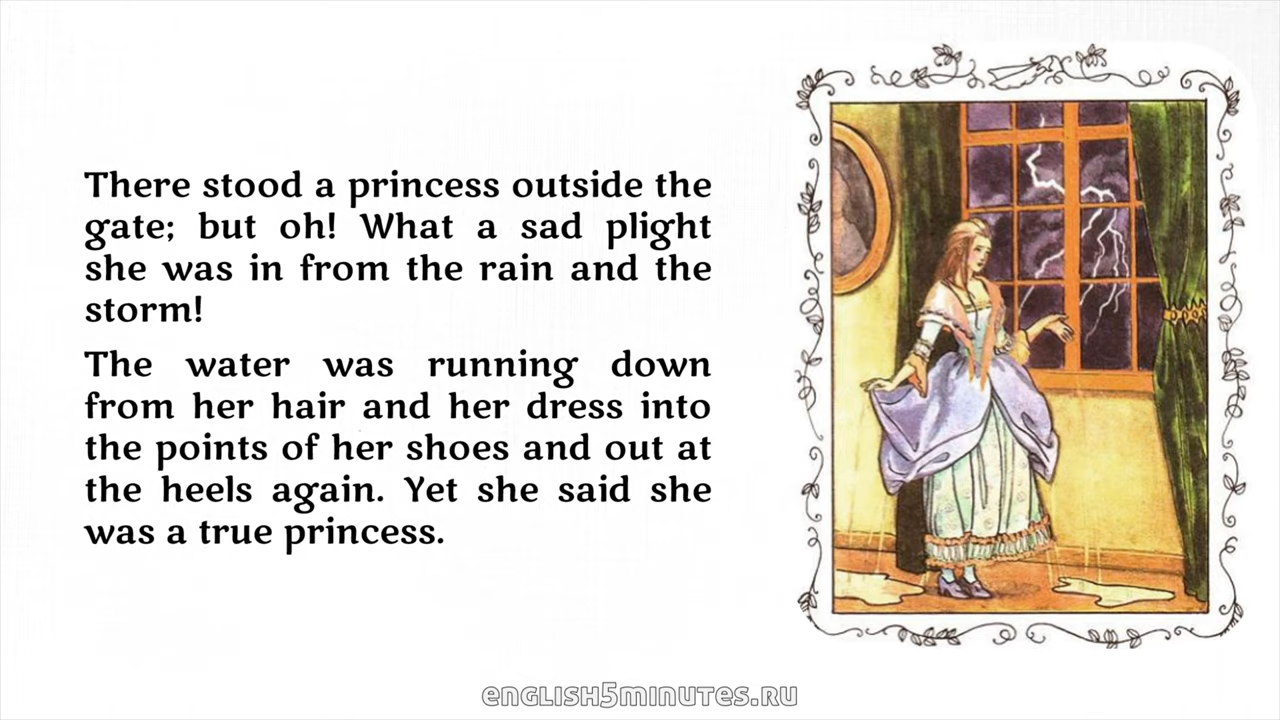 There stood a princess outside the
gate; but oh! What a sad plight
she was in from the rain and the
storm!
The water was running down
from her hair and her dress into
the points of her shoes and out at
the heels again. Yet she said she
was a true princess.
ENGLISH5MINUTES.RU